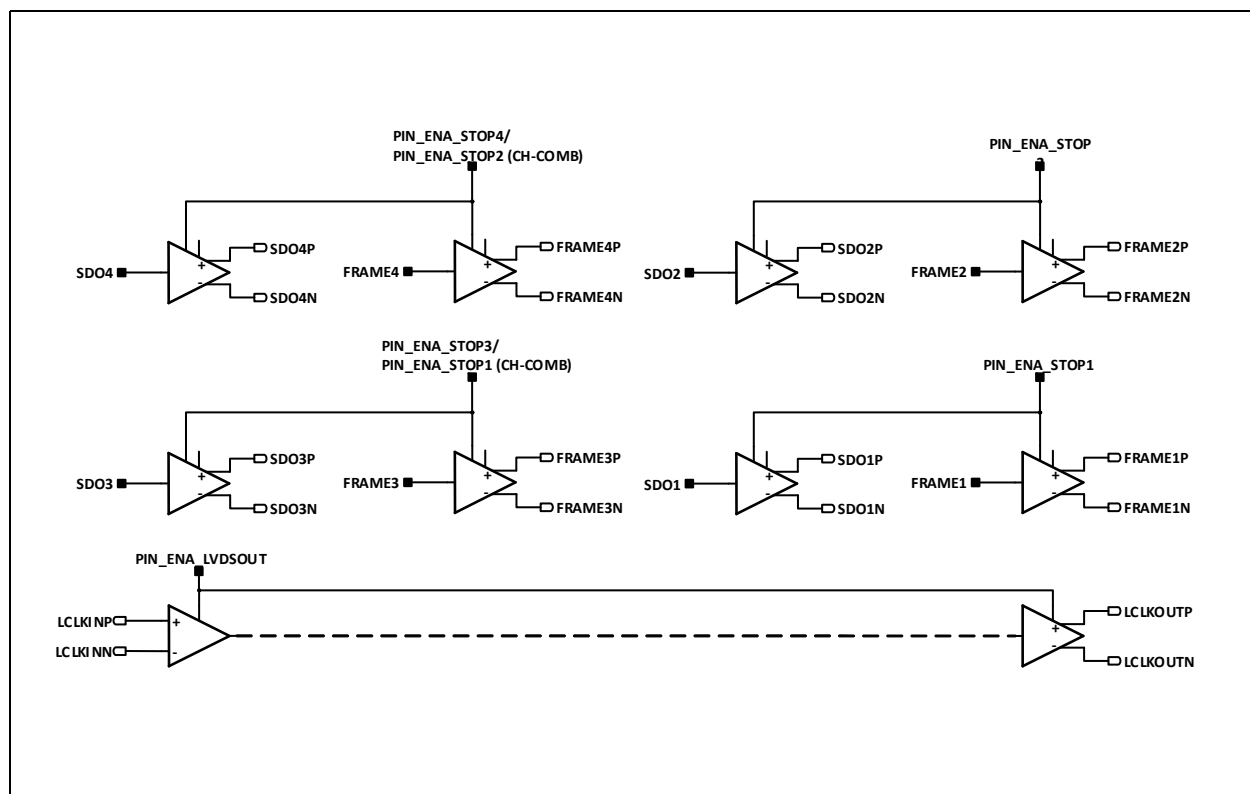 PIN_ENA_STOP4/
PIN_ENA_STOP2 (CH-COMB)
PIN_ENA_STOP
SDO4
+
-
SDO4P
SDO4N
FRAME4
+
-
FRAME4P
FRAME4N
SDO2
+
-
SDO2P
SDO2N
FRAME2
+
-
FRAME2P
FRAME2N
PIN_ENA_STOP3/
PIN_ENA_STOP1 (CH-COMB)
PIN_ENA_STOP1
SDO3
+
-
SDO3P
SDO3N
FRAME3
+
-
FRAME3P
FRAME3N
SDO1
+
-
SDO1P
SDO1N
FRAME1
+
-
FRAME1P
FRAME1N
PIN_ENA_LVDSOUT
LCLKINP
LCLKINN
+
-
+
-
LCLKOUTP
LCLKOUTN